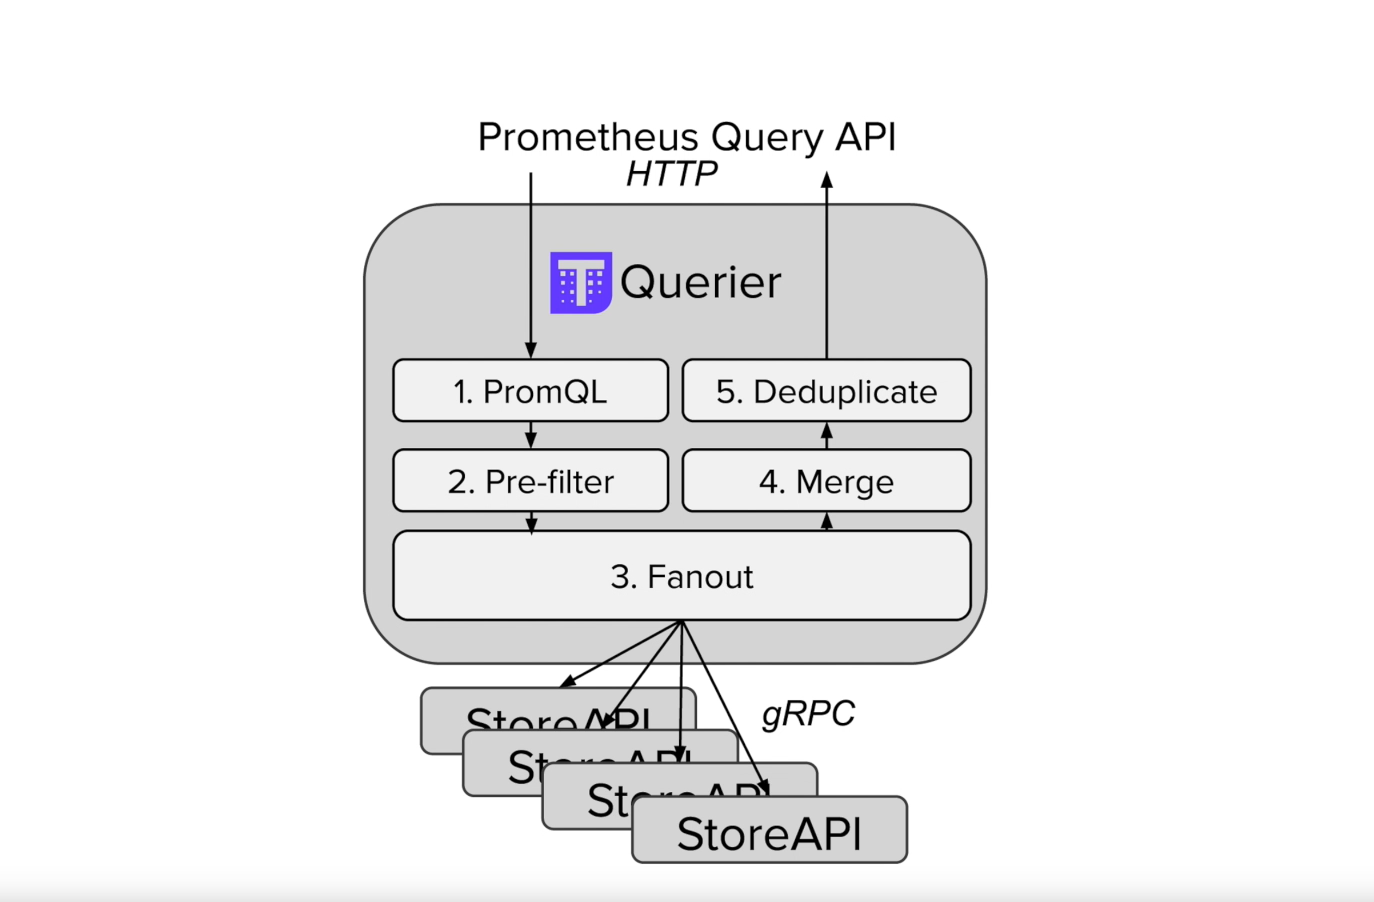 Prometheus Query API
HTTP
Querier
1. PromQL
5. Deduplicate
2. Pre-filter
4. Merge
3. Fanout
gRPC
StoreAPI
StoreAPI
StoreAPI
StoreAPI